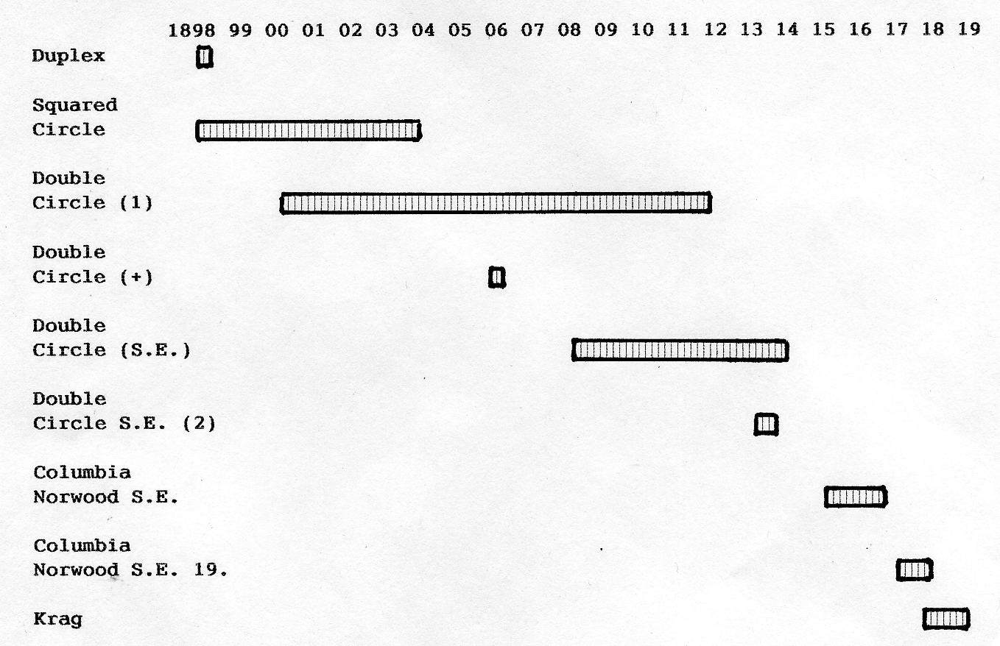 1898 99 00 01 02 03 04 05 06 07 08 09 10 11 12 13 14 15 16 17 18 19
Duplex
Squared
Circle
Double
Circle (1)
Double
Circle (+)
Double
Circle (S.E.)
Double
Circle S.E. (2)
Columbia
Norwood S.E.
Columbia
Norwood S.E. 19.
Krag